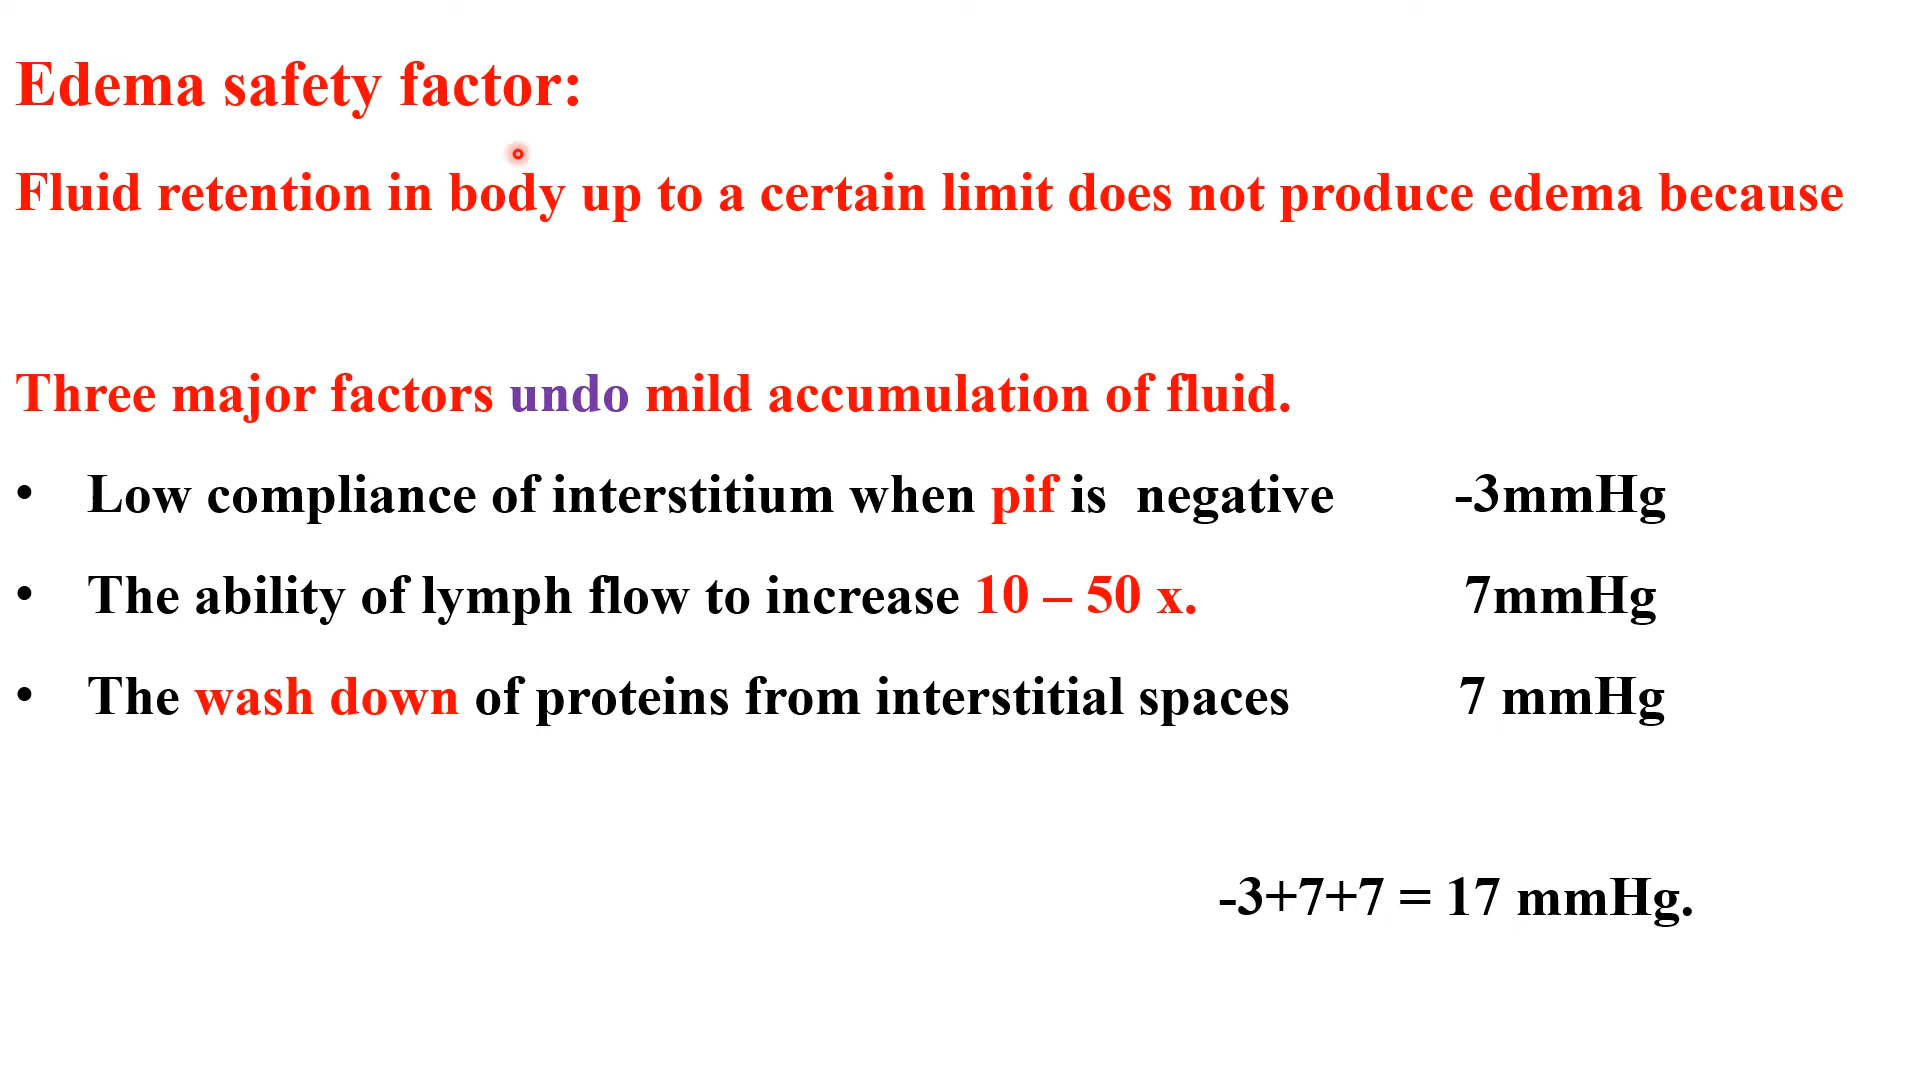 Edema safety factor:
Fluid retention in body up to a certain limit does not produce edema because
Three major factors undo mild accumulation of fluid.
• Low compliance of interstitium when pif is negative -3mmHg
• The ability of lymph flow to increase 10 – 50 x. 7mmHg
• The wash down of proteins from interstitial spaces 7 mmHg
-3+7+7 = 17 mmHg.